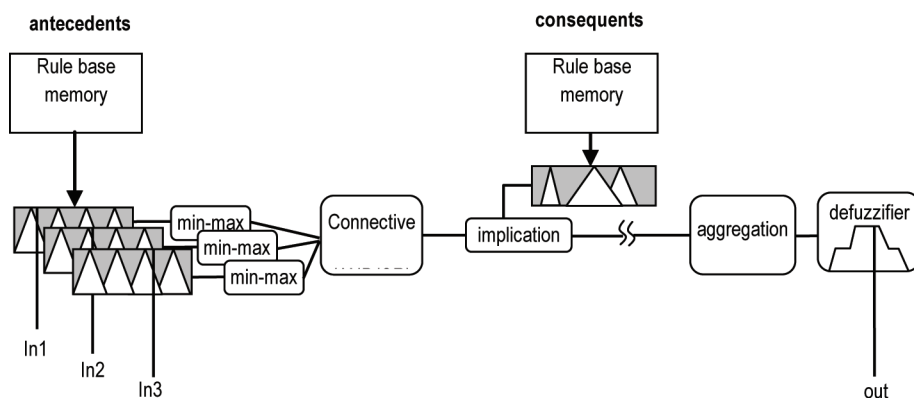 antecedents
consequents
Rule base
memory
Rule base
memory
min-max
min-max
min-max
Connective
implication
aggregation
defuzzifier
In1
In2
In3
out